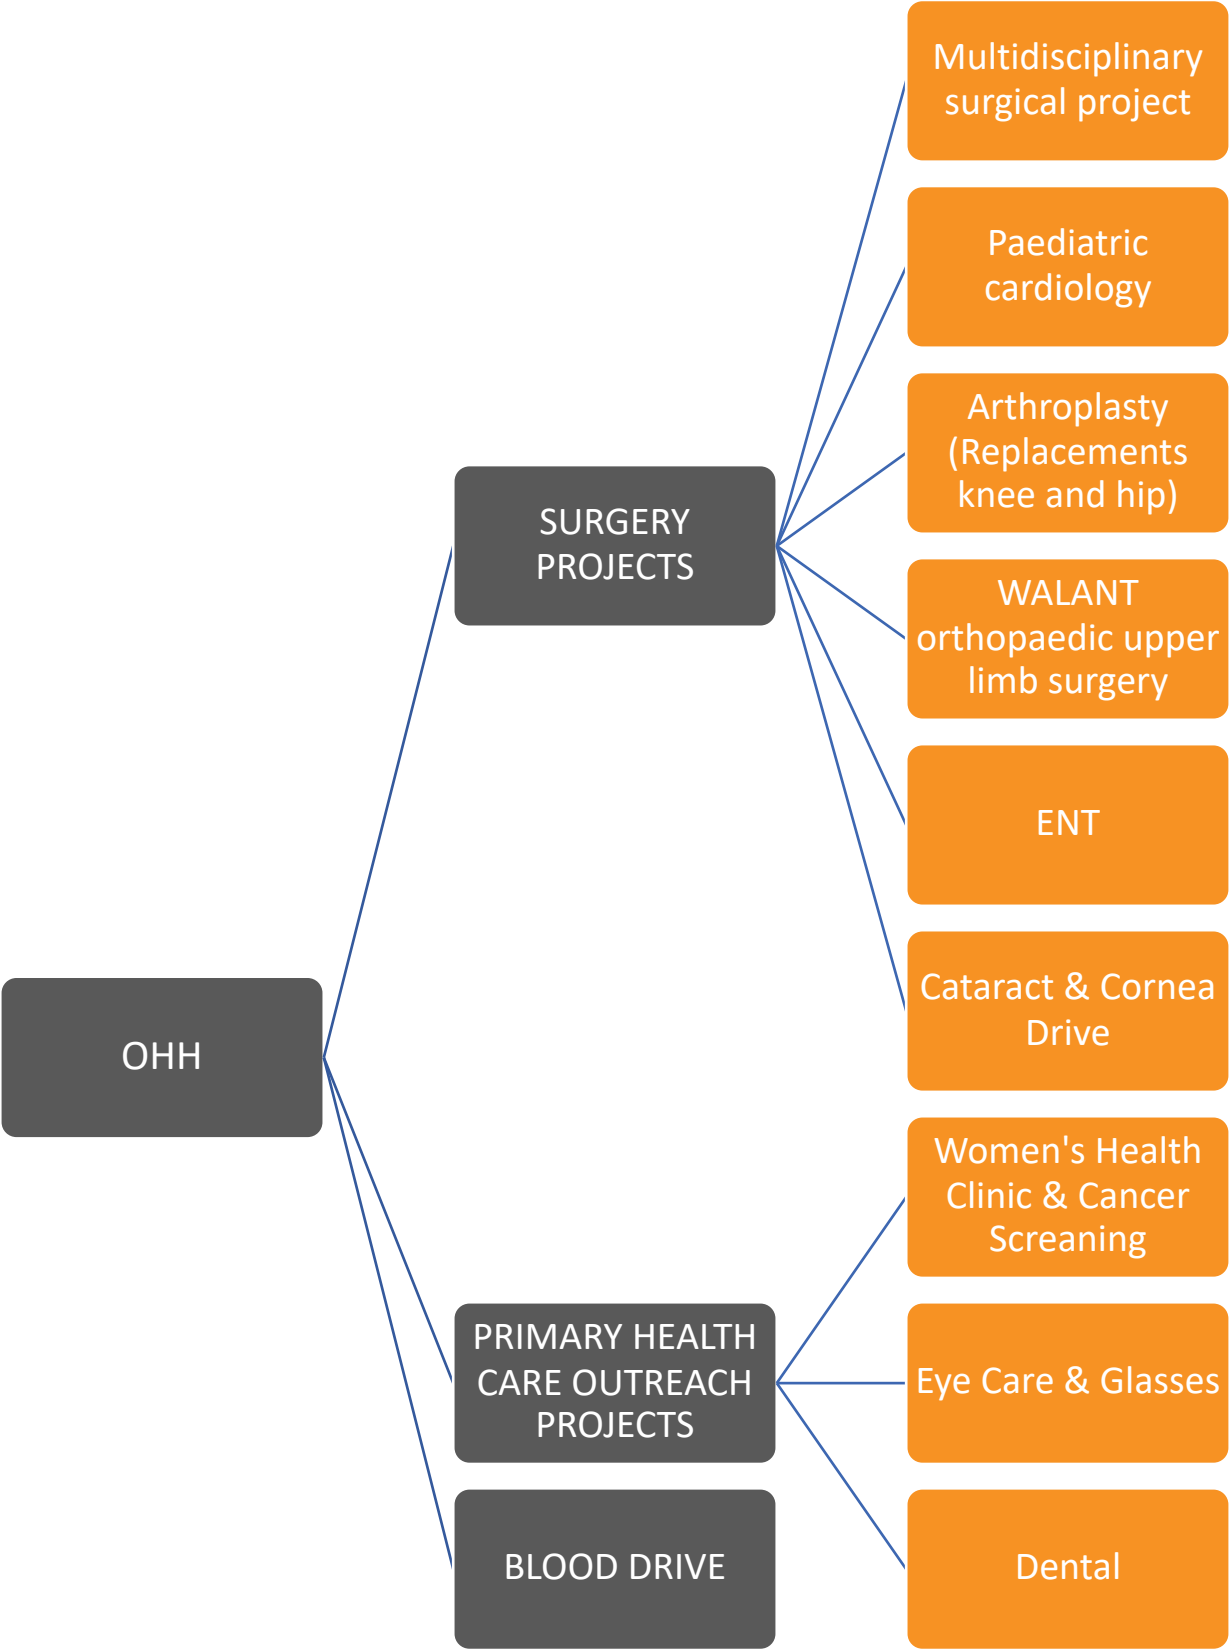 OHH
SURGERY
PROJECTS
Multidisciplinary
surgical project
Paediatric
cardiology
Arthroplasty
(Replacements
knee and hip)
WALANT
orthopaedic upper
limb surgery
ENT
Cataract & Cornea
Drive
PRIMARY HEALTH
CARE OUTREACH
PROJECTS
Women's Health
Clinic & Cancer
Screaning
Eye Care & Glasses
Dental
BLOOD DRIVE